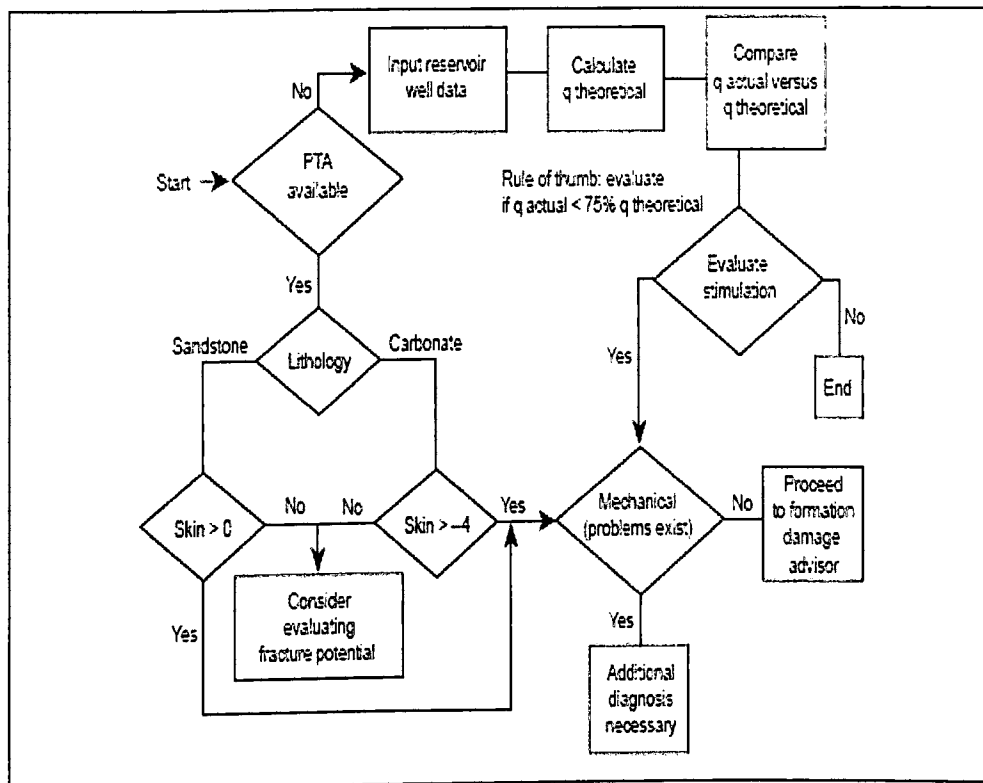 Input reservoir
well data
Calculate
q theoretical
Compare
q actual versus
q theoretical
No
PTA
available
Start
Rule of thumb: evaluate
if q actual < 75% q theoretical
Evaluate
stimulation
Yes
No
Yes
End
Sandstone
Lithology
Carbonate
Skin > 0
No
No
Skin > –4
Yes
Mechanical
(problems exist)
No
Proceed
to formation
damage
advisor
Yes
Consider
evaluating
fracture potential
Yes
Additional
diagnosis
necessary